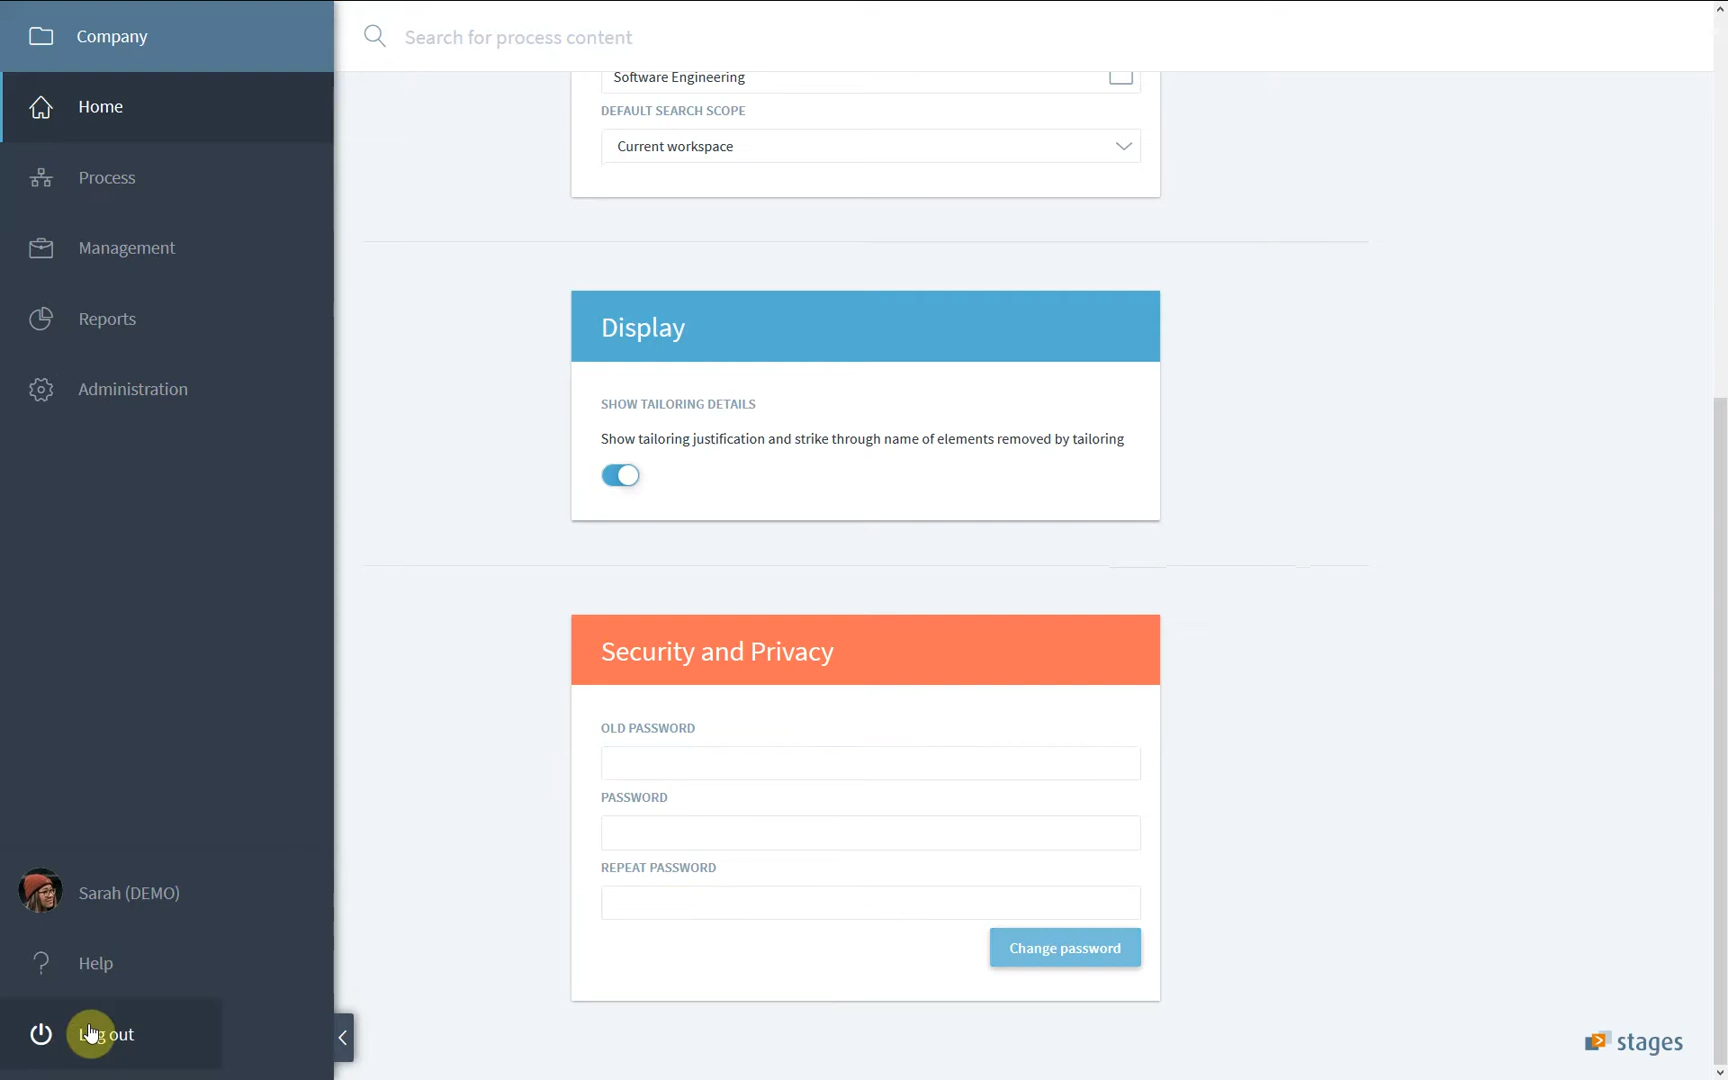 Company
Search for process content
Home
Process
Management
Reports
Administration
Sarah (DEMO)
Help
Log out
Software Engineering
DEFAULT SEARCH SCOPE
Current workspace
Display
SHOW TAILORING DETAILS
Show tailoring justification and strike through name of elements removed by tailoring
Security and Privacy
OLD PASSWORD
PASSWORD
REPEAT PASSWORD
Change password
stages